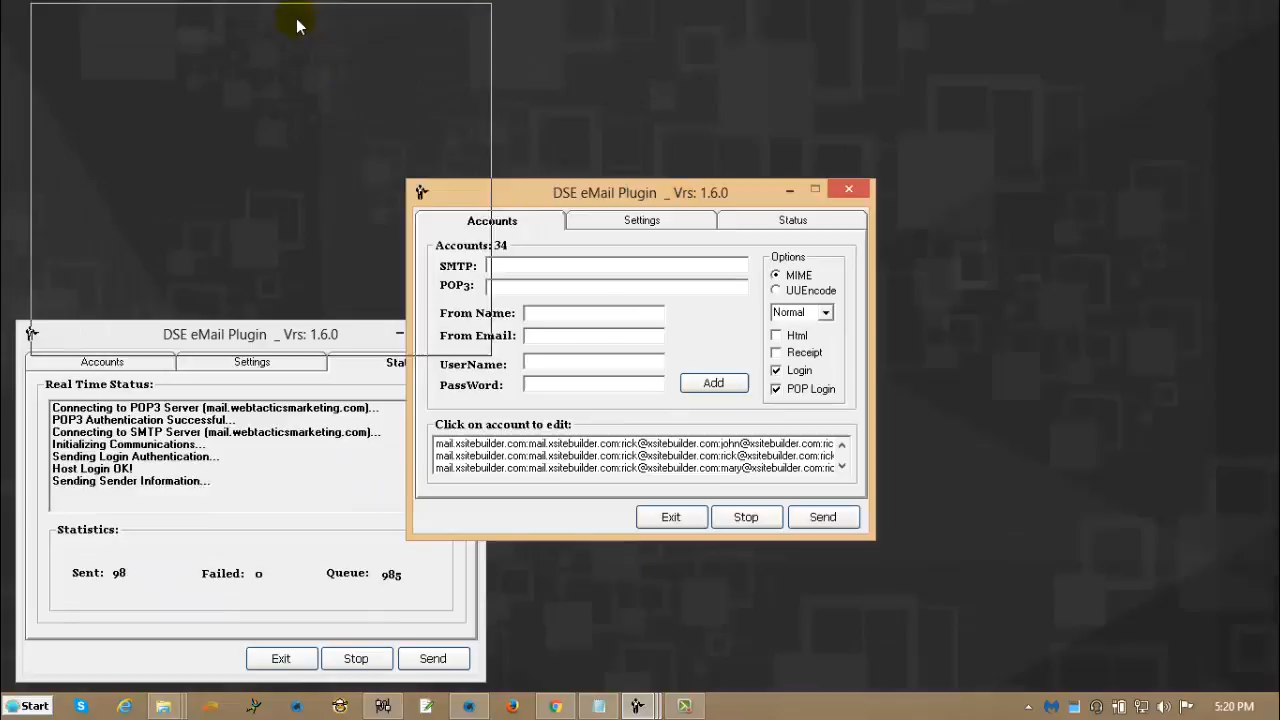 DSE eMail Plugin _ Vrs: 1.6.0
Accounts
Settings
Status
Accounts: 34
SMTP:
POP3:
From Name:
From Email:
UserName:
PassWord:
Add
Options
MIME
UUEncode
Normal
Html
Receipt
Login
POP Login
Click on account to edit:
mail.xsitebuilder.com:mail.xsitebuilder.com:rick@xsitebuilder.com:john@xsitebuilder.com:ric
mail.xsitebuilder.com:mail.xsitebuilder.com:rick@xsitebuilder.com:rick@xsitebuilder.com:rick
mail.xsitebuilder.com:mail.xsitebuilder.com:rick@xsitebuilder.com:mary@xsitebuilder.com:ri
Exit Stop Send
DSE eMail Plugin _ Vrs: 1.6.0
Accounts
Settings
Stat
Real Time Status:
Connecting to POP3 Server (mail.webtacticsmarketing.com)...
POP3 Authentication Successful...
Connecting to SMTP Server (mail.webtacticsmarketing.com)...
Initializing Communications...
Sending Login Authentication...
Host Login OK!
Sending Sender Information...
Statistics:
Sent: 98 Failed: 0 Queue: 985
Exit Stop Send
Start
5:20 PM